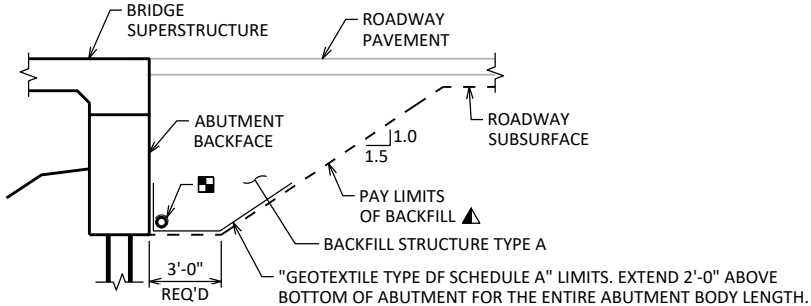 BRIDGE
SUPERSTRUCTURE
ROADWAY
PAVEMENT
ABUTMENT
BACKFACE
1.0
1.5
ROADWAY
SUBSURFACE
PAY LIMITS
OF BACKFILL
BACKFILL STRUCTURE TYPE A
3'-0"
REQ'D
"GEOTEXTILE TYPE DF SCHEDULE A" LIMITS. EXTEND 2'-0" ABOVE
BOTTOM OF ABUTMENT FOR THE ENTIRE ABUTMENT BODY LENGTH.